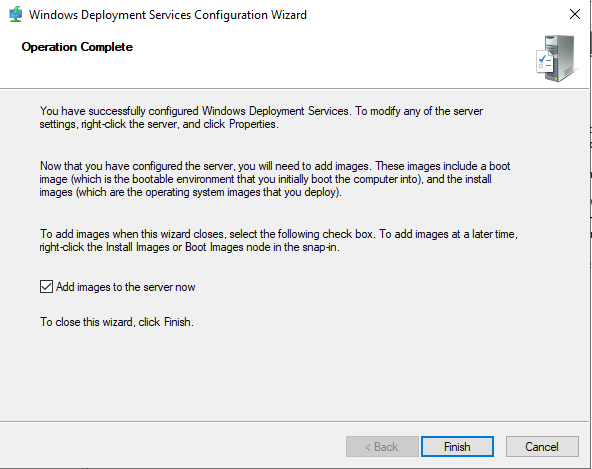 Windows Deployment Services Configuration Wizard
Operation Complete
You have successfully configured Windows Deployment Services. To modify any of the server
settings, right-click the server, and click Properties.
Now that you have configured the server, you will need to add images. These images include a boot
image (which is the bootable environment that you initially boot the computer into), and the install
images (which are the operating system images that you deploy).
To add images when this wizard closes, select the following check box. To add images at a later time,
right-click the Install Images or Boot Images node in the snap-in.
Add images to the server now
To close this wizard, click Finish.
< Back Finish Cancel